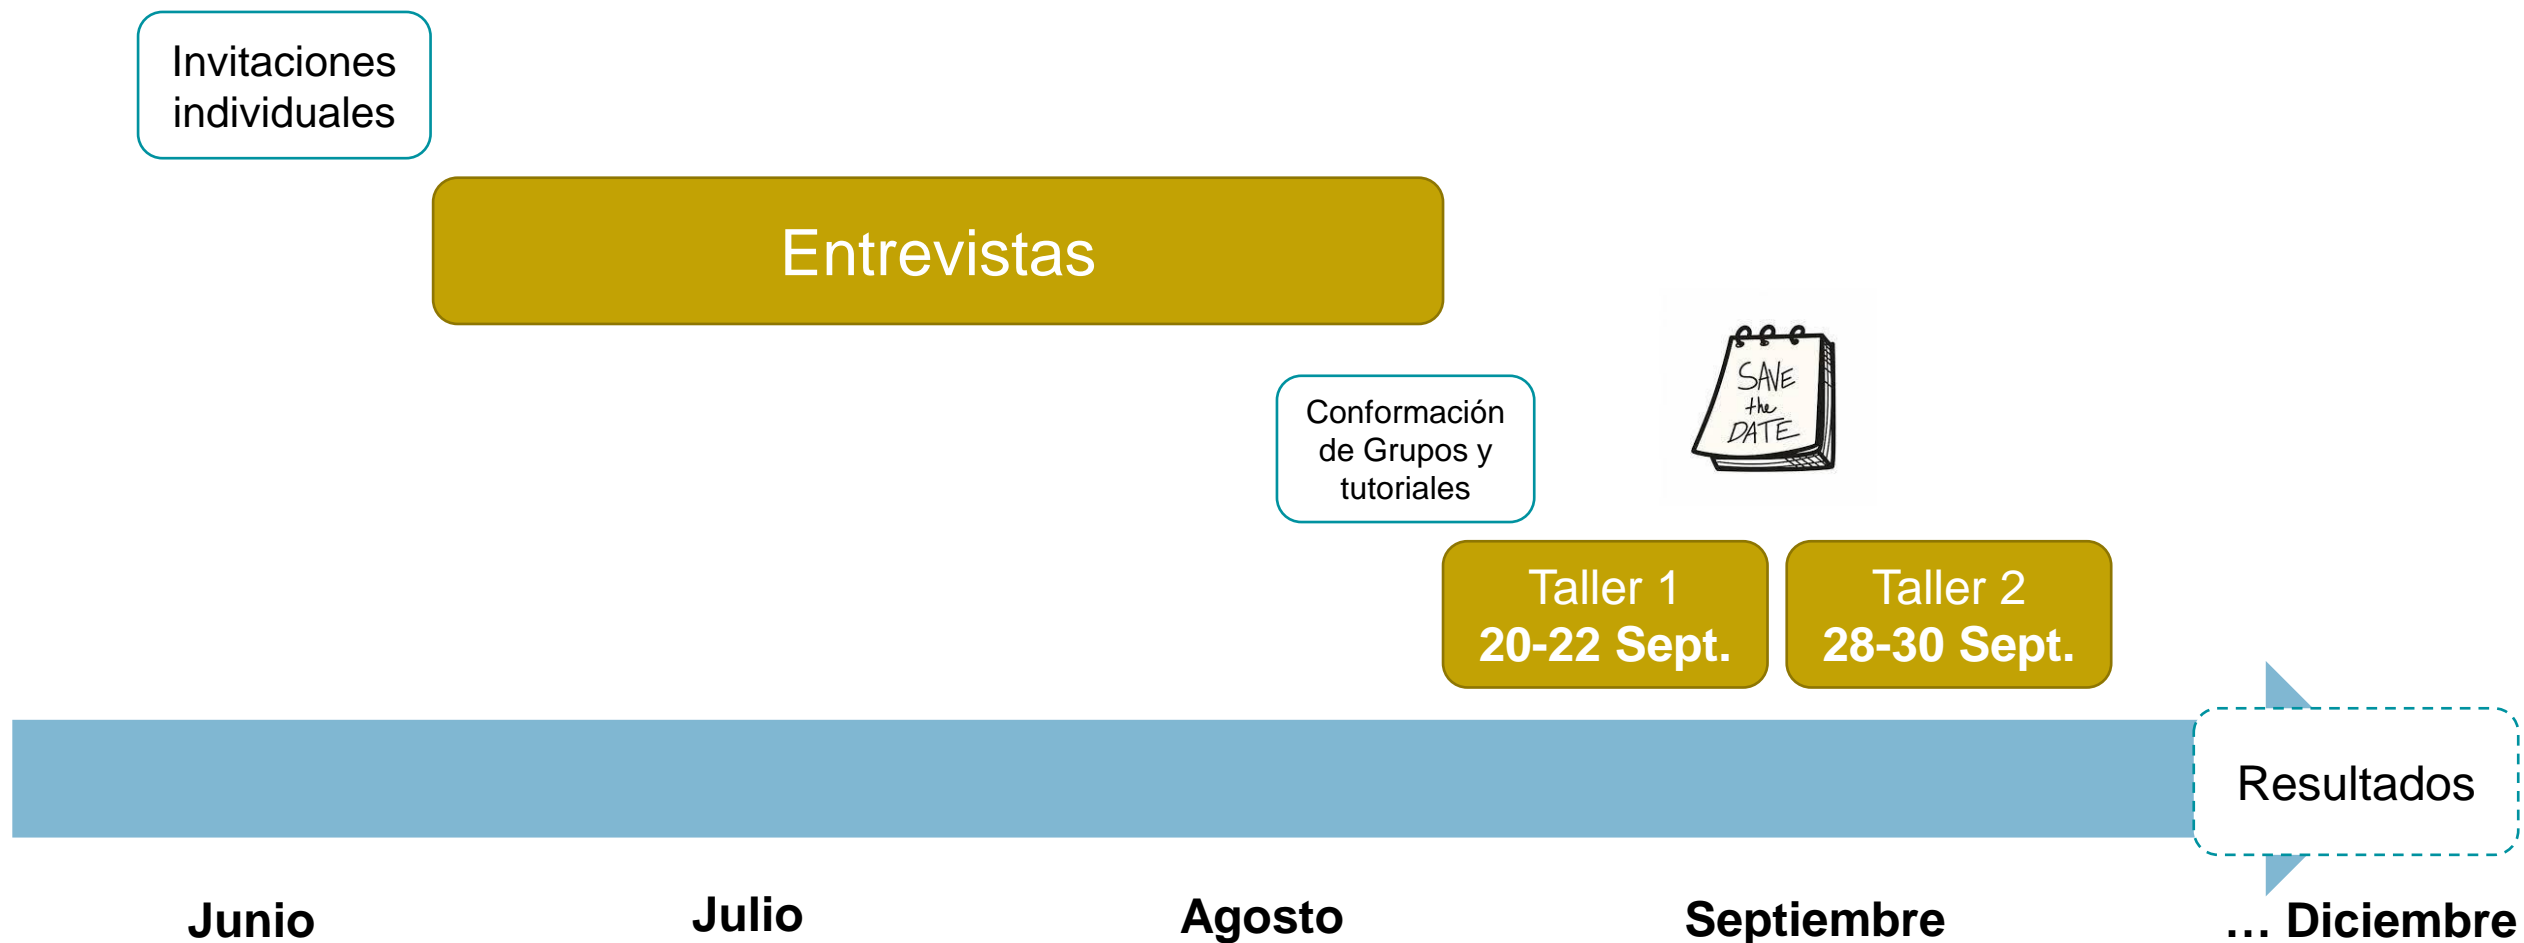 Invitaciones
individuales
Entrevistas
SAVE
the
DATE
Conformación
de Grupos y
tutoriales
Taller 1
20-22 Sept.
Taller 2
28-30 Sept.
Resultados
Junio
Julio
Agosto
Septiembre
... Diciembre